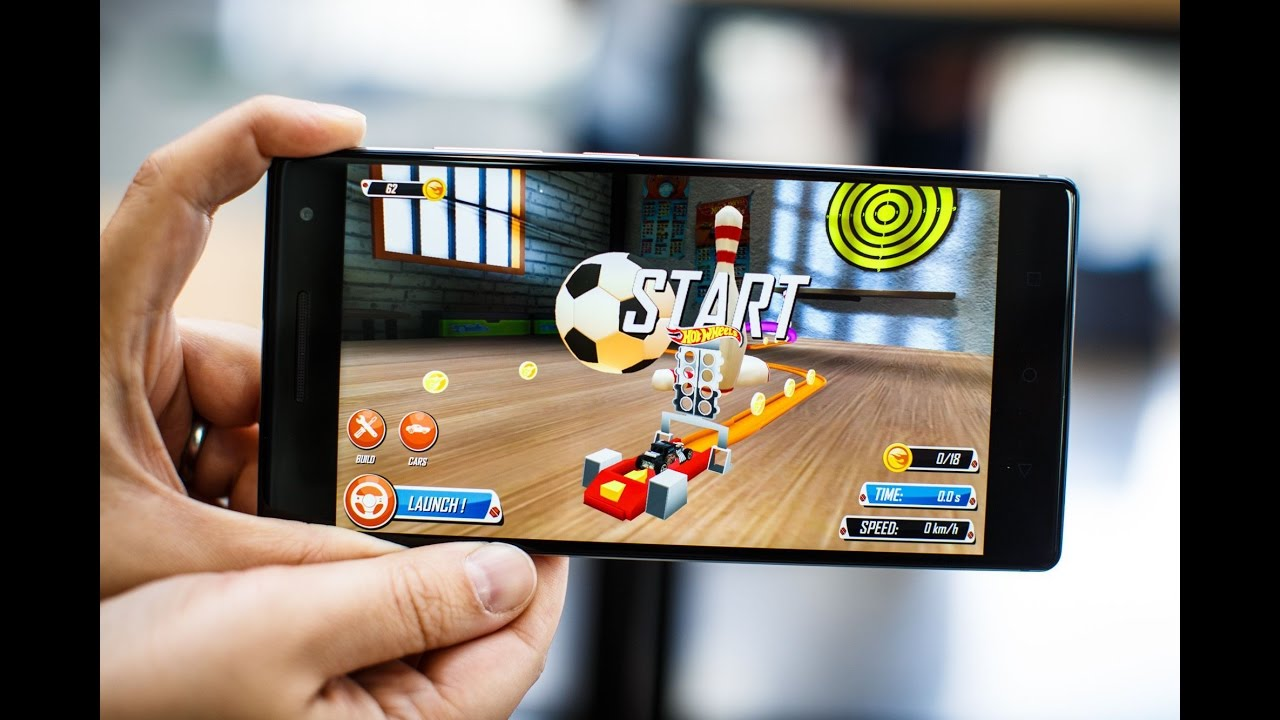 62
START
HOT WHEELS
BUILD
CARS
LAUNCH !
0/18
TIME: 0.0 s
SPEED: 0 km/h